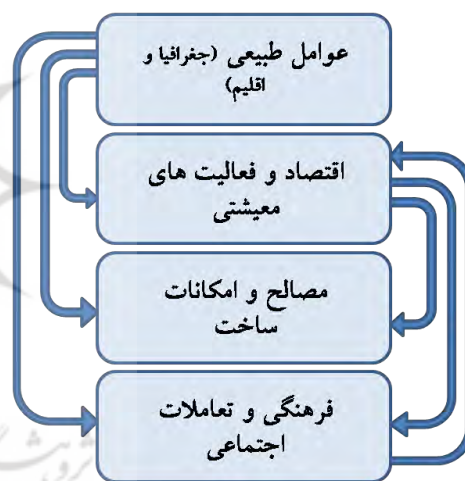 عوامل طبیعی (جغرافیا و
اقلیم)
اقتصاد و فعالیت های
معیشتی
مصالح و امکانات
ساخت
فرهنگی و تعاملات
اجتماعی